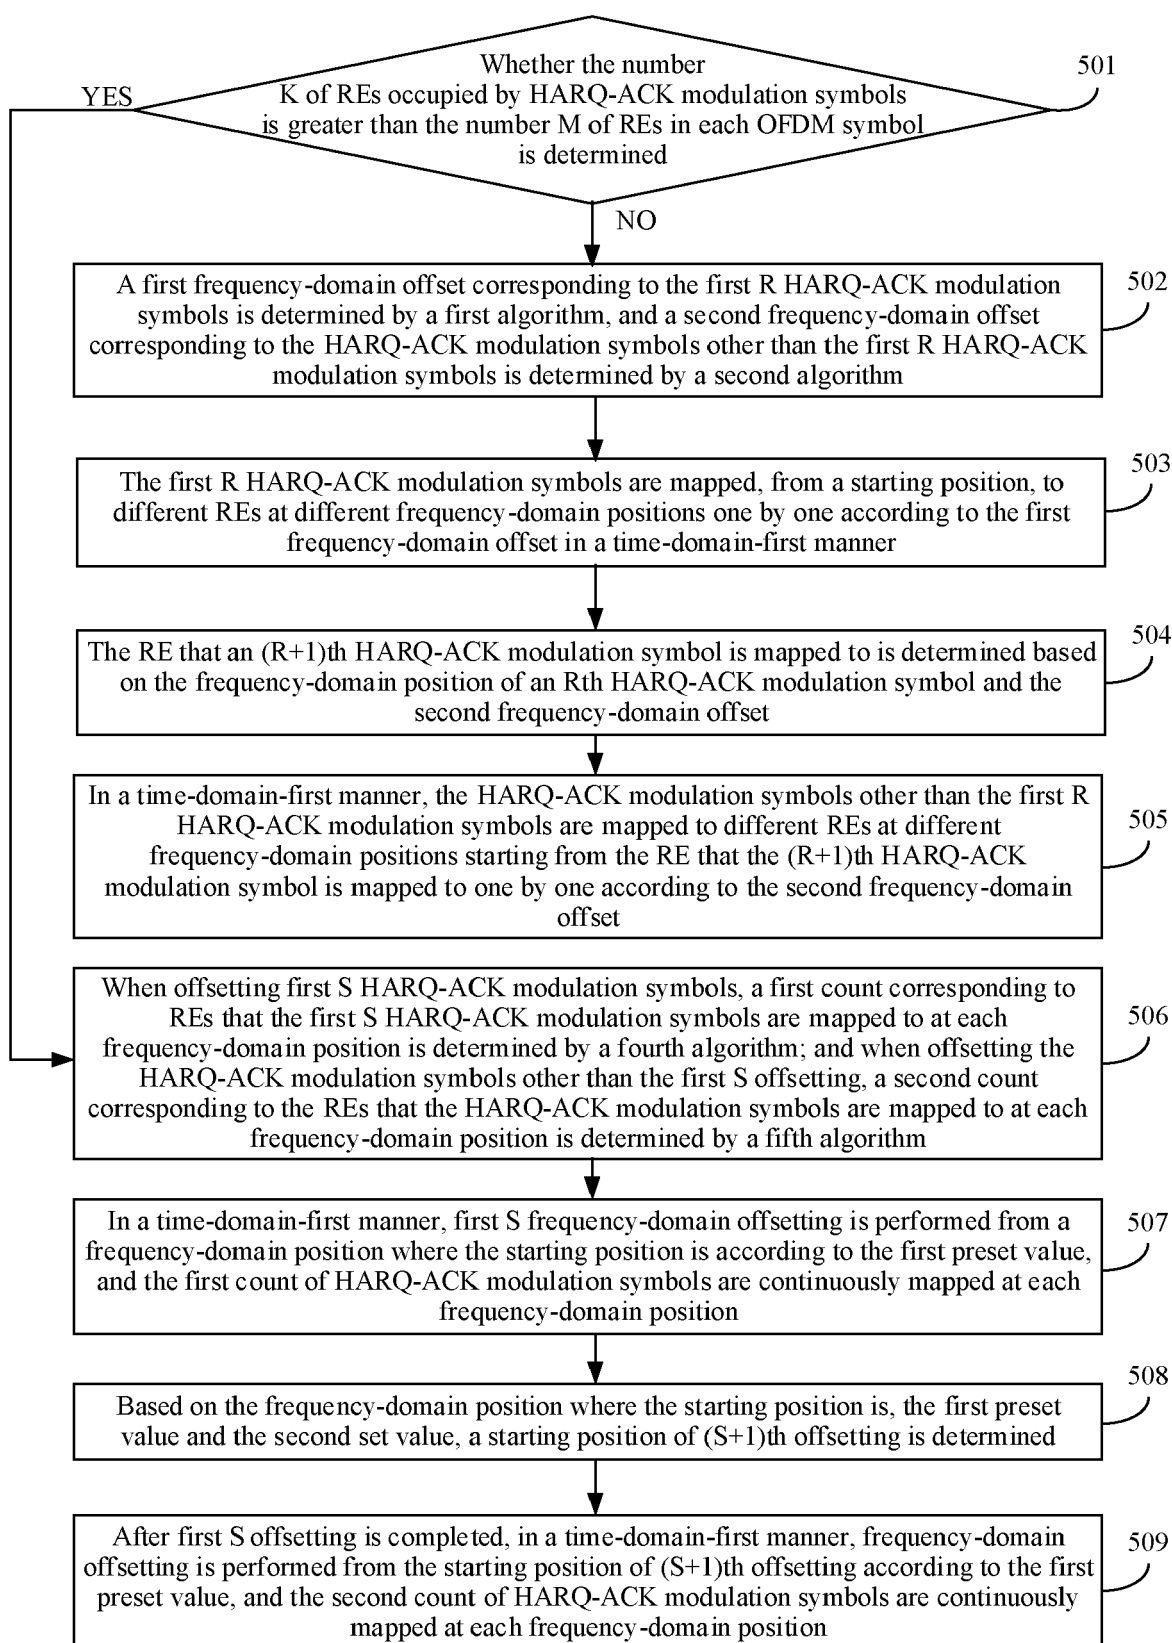 Whether the number
K of REs occupied by HARQ-ACK modulation symbols
is greater than the number M of REs in each OFDM symbol
is determined
501
YES
NO
A first frequency-domain offset corresponding to the first R HARQ-ACK modulation
symbols is determined by a first algorithm, and a second frequency-domain offset
corresponding to the HARQ-ACK modulation symbols other than the first R HARQ-ACK
modulation symbols is determined by a second algorithm
502
The first R HARQ-ACK modulation symbols are mapped, from a starting position, to
different REs at different frequency-domain positions one by one according to the first
frequency-domain offset in a time-domain-first manner
503
The RE that an (R+1)th HARQ-ACK modulation symbol is mapped to is determined based
on the frequency-domain position of an Rth HARQ-ACK modulation symbol and the
second frequency-domain offset
504
In a time-domain-first manner, the HARQ-ACK modulation symbols other than the first R
HARQ-ACK modulation symbols are mapped to different REs at different
frequency-domain positions starting from the RE that the (R+1)th HARQ-ACK
modulation symbol is mapped to one by one according to the second frequency-domain
offset
505
When offsetting first S HARQ-ACK modulation symbols, a first count corresponding to
REs that the first S HARQ-ACK modulation symbols are mapped to at each
frequency-domain position is determined by a fourth algorithm; and when offsetting the
HARQ-ACK modulation symbols other than the first S offsetting, a second count
corresponding to the REs that the HARQ-ACK modulation symbols are mapped to at each
frequency-domain position is determined by a fifth algorithm
506
In a time-domain-first manner, first S frequency-domain offsetting is performed from a
frequency-domain position where the starting position is according to the first preset value,
and the first count of HARQ-ACK modulation symbols are continuously mapped at each
frequency-domain position
507
Based on the frequency-domain position where the starting position is, the first preset
value and the second set value, a starting position of (S+1)th offsetting is determined
508
After first S offsetting is completed, in a time-domain-first manner, frequency-domain
offsetting is performed from the starting position of (S+1)th offsetting according to the first
preset value, and the second count of HARQ-ACK modulation symbols are continuously
mapped at each frequency-domain position
509